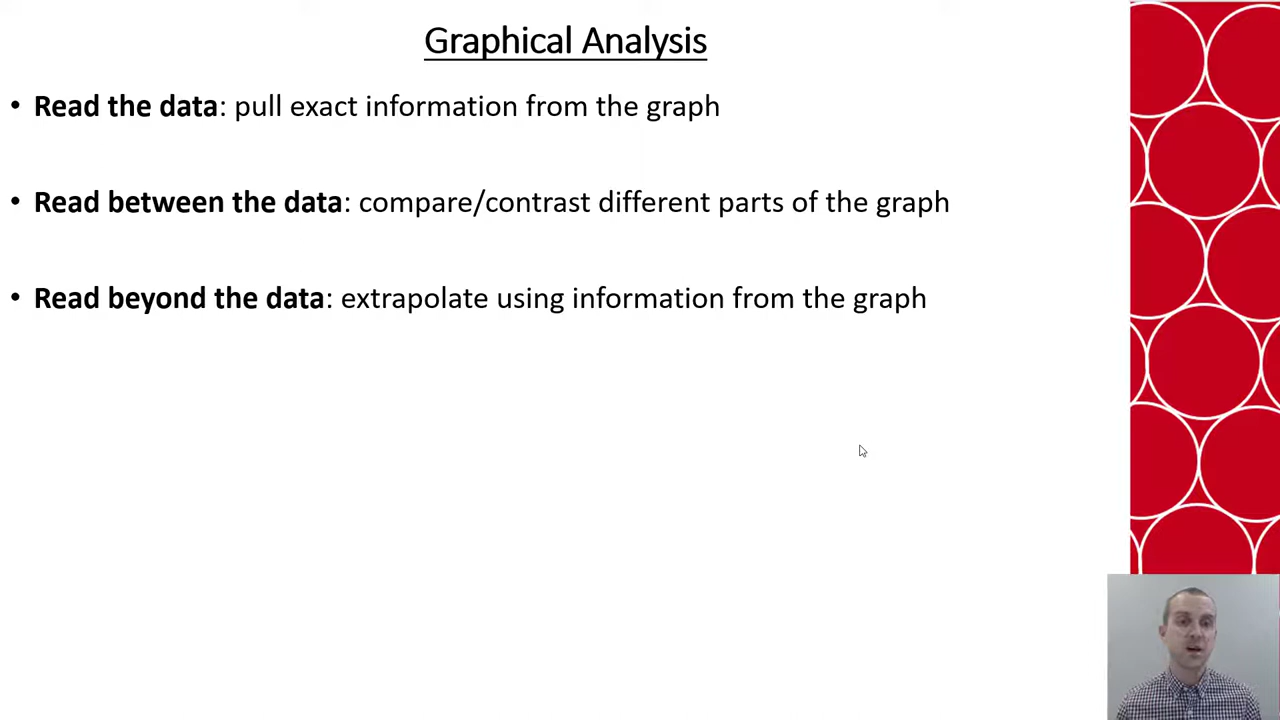 Graphical Analysis
• Read the data: pull exact information from the graph
• Read between the data: compare/contrast different parts of the graph
• Read beyond the data: extrapolate using information from the graph